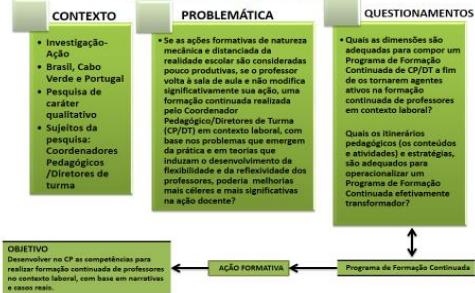 CONTEXTO
• Investigação-
Ação
• Brasil, Cabo
Verde e Portugal
• Pesquisa de
caráter
qualitativo
• Sujeitos da
pesquisa:
Coordenadores
Pedagógicos
/Diretores de
turma
PROBLEMÁTICA
• Se as ações formativas de natureza
mecânica e distanciada da
realidade escolar são consideradas
pouco produtivas, se o professor
volta à sala de aula e não modifica
significativamente sua ação, uma
formação continuada realizada
pelo Coordenador
Pedagógico/Diretores de Turma
(CP/DT) em contexto laboral, com
base nos problemas que emergem
da prática e em teorias que
induzam o desenvolvimento da
flexibilidade e da reflexividade dos
professores, poderia melhorias
mais céleres e mais significativas
na ação docente?
QUESTIONAMENTOS
• Quais as dimensões são
adequadas para compor um
Programa de Formação
Continuada de CP/DT a fim
de os tornarem agentes
ativos na formação
continuada de professores
em contexto laboral?
Quais os itinerários
pedagógicos (os conteúdos
e atividades) e estratégias,
são adequados para
operacionalizar um
Programa de Formação
Continuada efetivamente
transformador?
OBJETIVO
Desenvolver no CP as competências para
realizar formação continuada de professores
no contexto laboral, com base em narrativas
e casos reais.
AÇÃO FORMATIVA
Programa de Formação Continuada